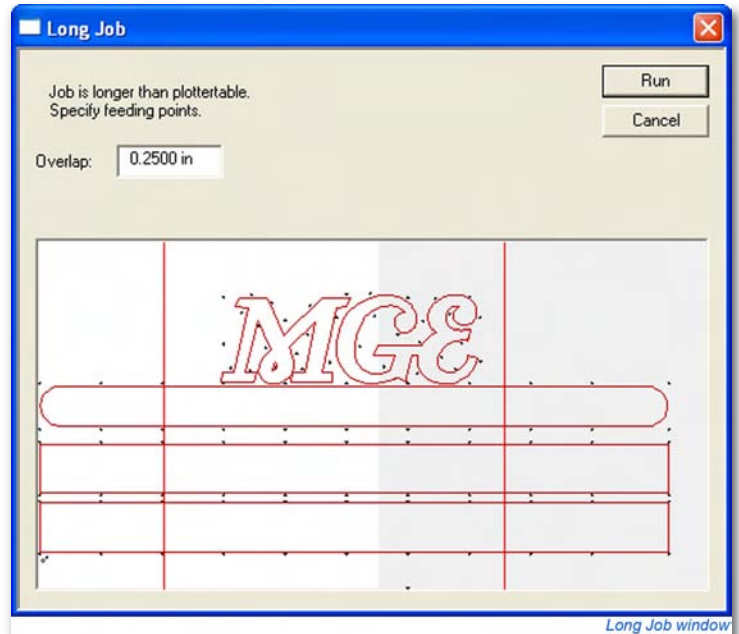 Long Job
Job is longer than plottertable.
Specify feeding points.
Run
Cancel
Overlap: 0.2500 in
MGE
Long Job window